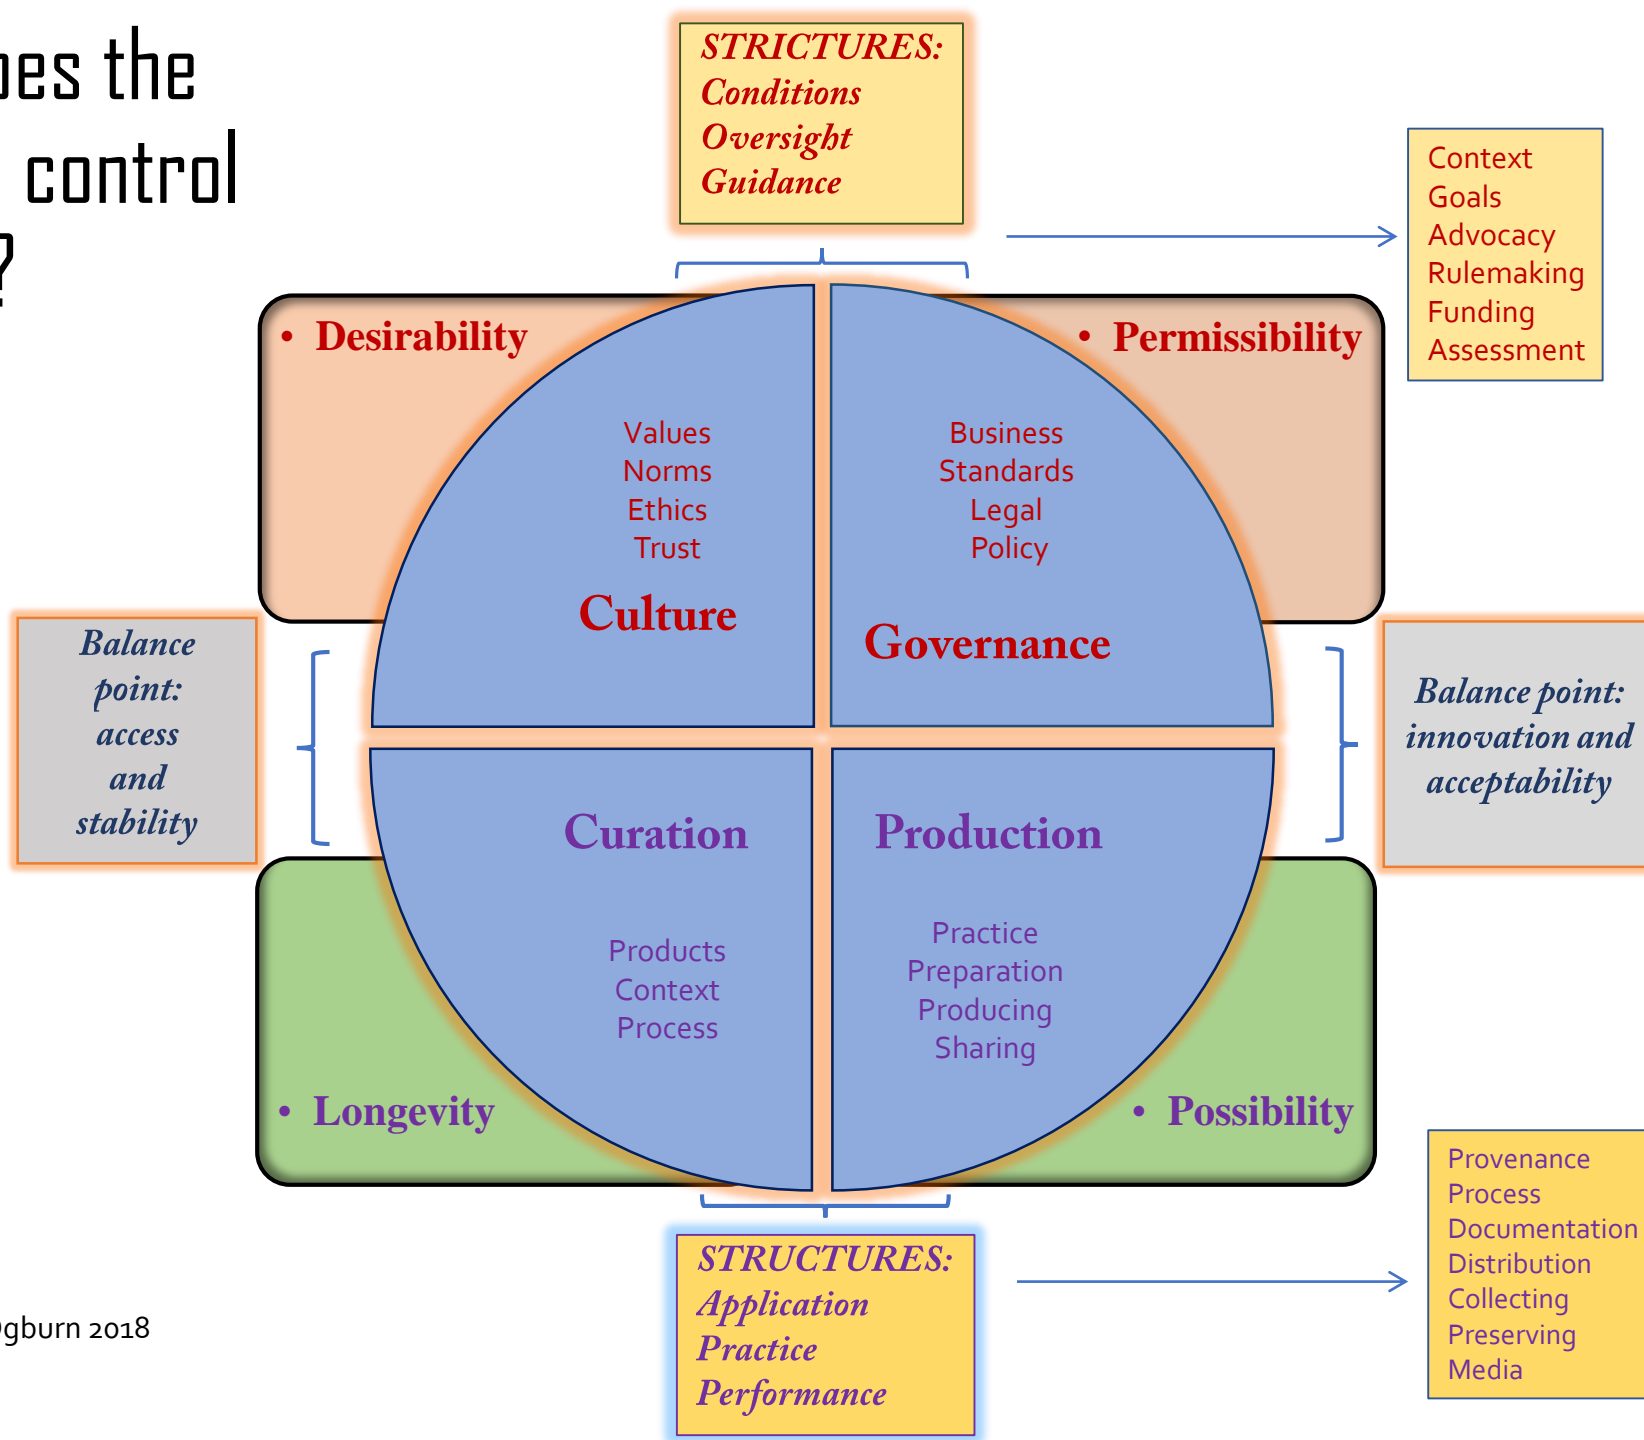 the
control
?
STRICTURES:
Conditions
Oversight
Guidance
Context
Goals
Advocacy
Rulemaking
Funding
Assessment
• Desirability
• Permissibility
Values
Norms
Ethics
Trust
Culture
Business
Standards
Legal
Policy
Governance
Balance
point:
access
and
stability
Balance point:
innovation and
acceptability
Curation
Products
Context
Process
Production
Practice
Preparation
Producing
Sharing
• Longevity
• Possibility
STRUCTURES:
Application
Practice
Performance
Provenance
Process
Documentation
Distribution
Collecting
Preserving
Media
Ogburn 2018